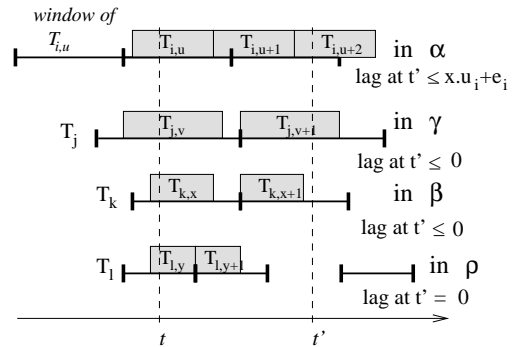 window of
T_{i,u}
T_{i,u} T_{i,u+1} T_{i,u+2} in α
lag at t' ≤ x.u_i+e_i
T_j T_{j,v} T_{j,v+1} in γ
lag at t' ≤ 0
T_k T_{k,x} T_{k,x+1} in β
lag at t' ≤ 0
T_l T_{l,y} T_{l,y+1} in ρ
lag at t' = 0
t t'